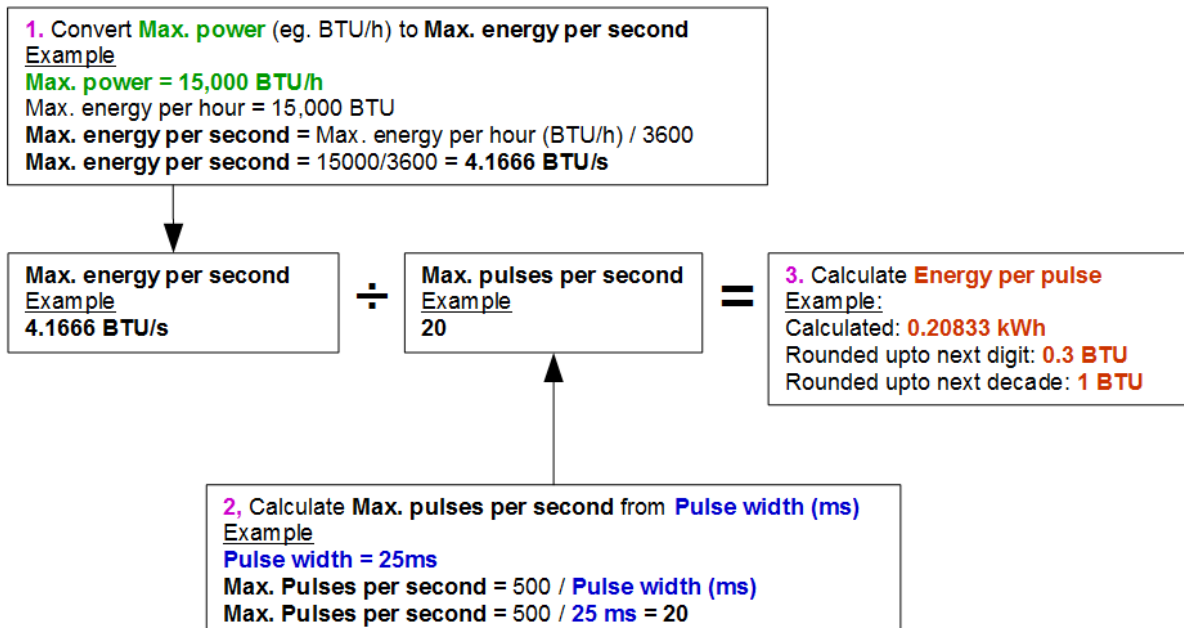 1. Convert Max. power (eg. BTU/h) to Max. energy per second
Example
Max. power = 15,000 BTU/h
Max. energy per hour = 15,000 BTU
Max. energy per second = Max. energy per hour (BTU/h) / 3600
Max. energy per second = 15000/3600 = 4.1666 BTU/s
Max. energy per second
Example
4.1666 BTU/s
÷
Max. pulses per second
Example
20
=
3. Calculate Energy per pulse
Example:
Calculated: 0.20833 kWh
Rounded upto next digit: 0.3 BTU
Rounded upto next decade: 1 BTU
2, Calculate Max. pulses per second from Pulse width (ms)
Example
Pulse width = 25ms
Max. Pulses per second = 500 / Pulse width (ms)
Max. Pulses per second = 500 / 25 ms = 20